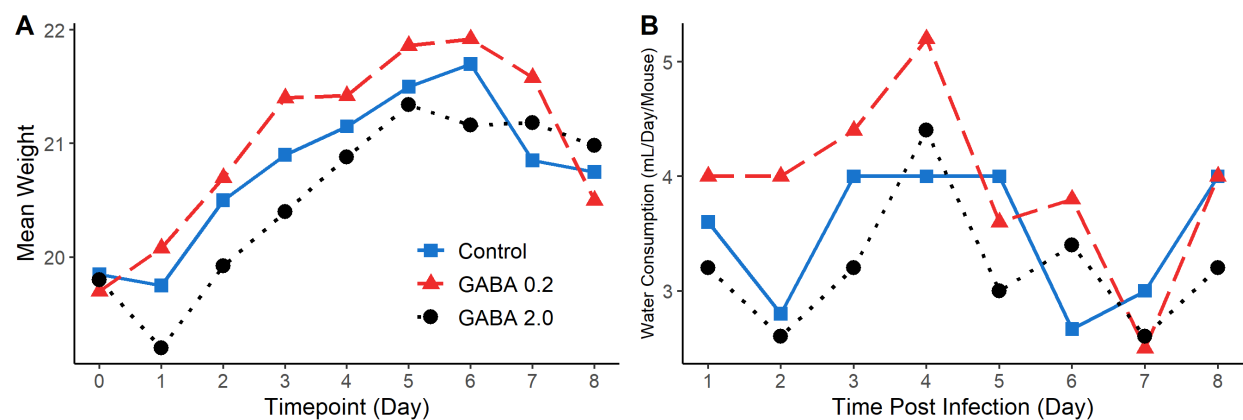 A
Mean Weight
22
21
20
Control
GABA 0.2
GABA 2.0
0 1 2 3 4 5 6 7 8
Timepoint (Day)
B
Water Consumption (mL/Day/Mouse)
5
4
3
1 2 3 4 5 6 7 8
Time Post Infection (Day)